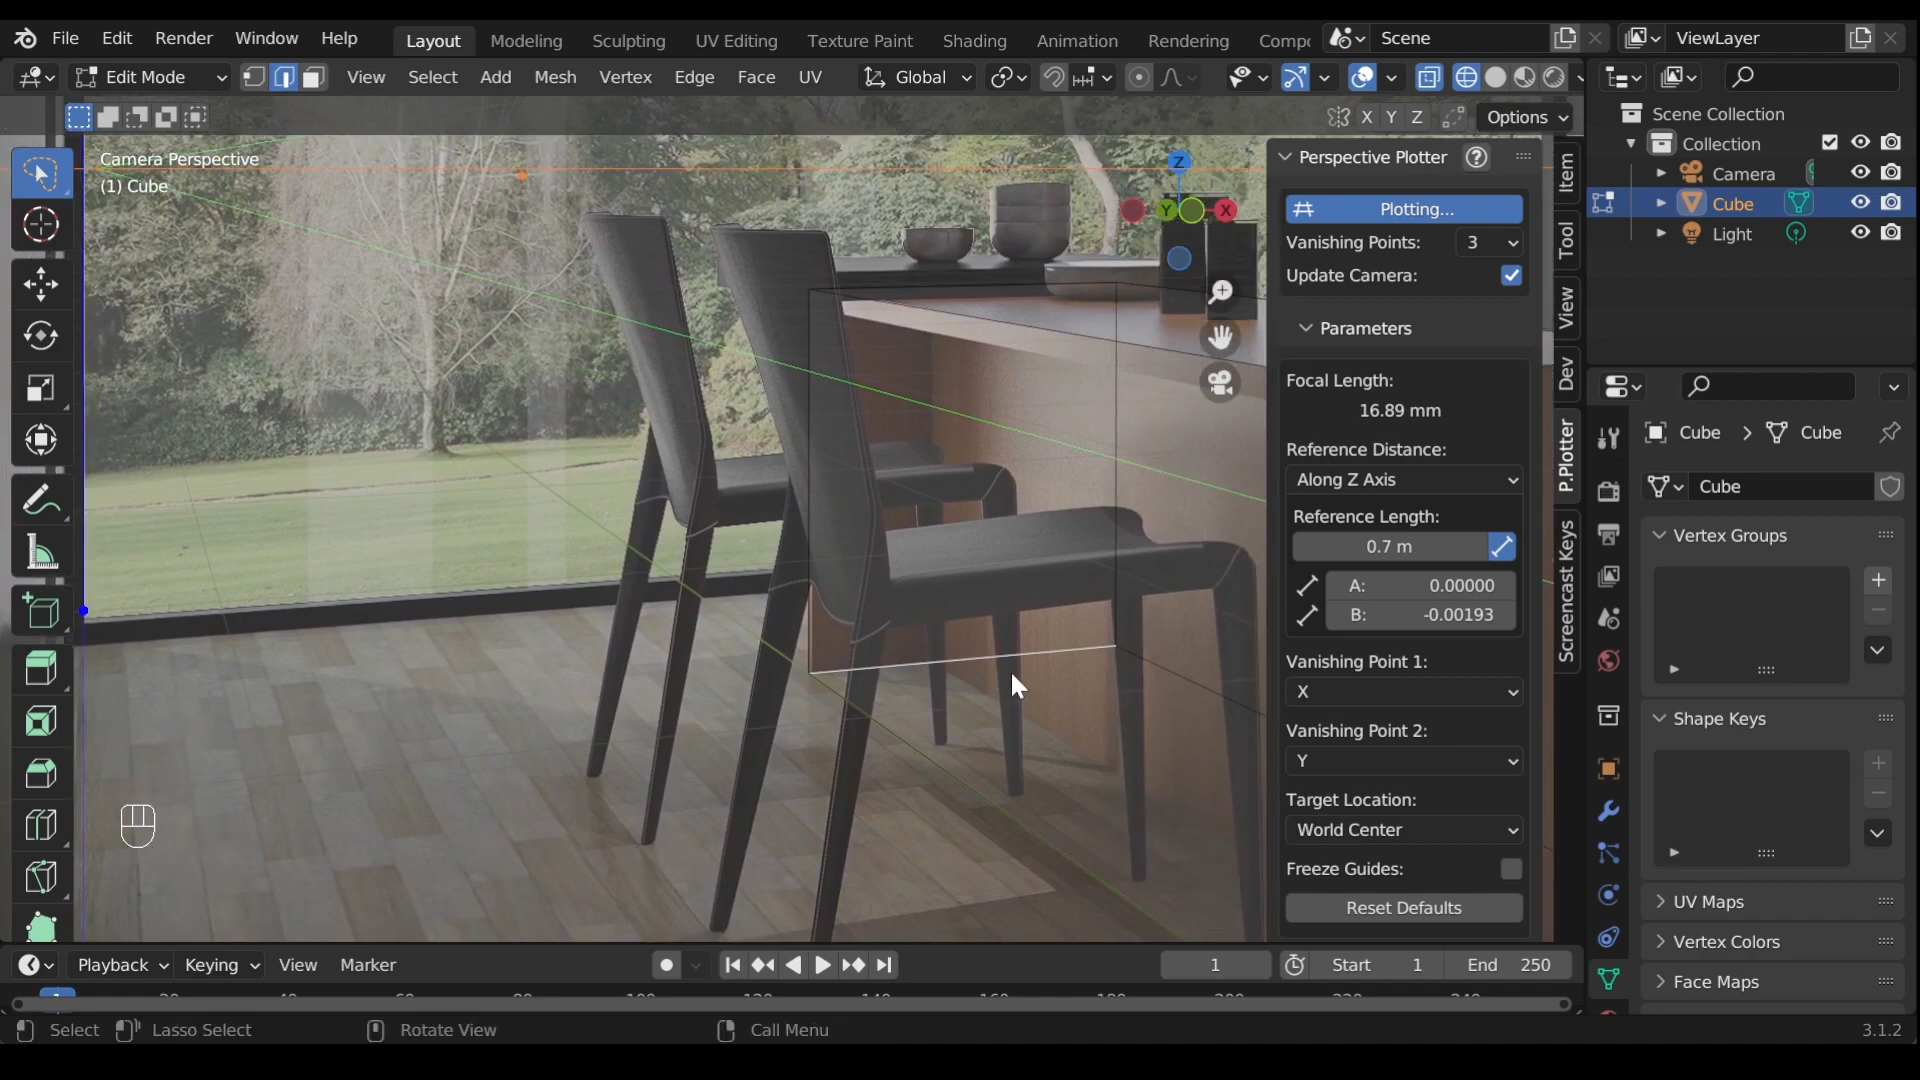 File Edit Render Window Help Layout Modeling Sculpting UV Editing Texture Paint Shading Animation Rendering Scene ViewLayer
Edit Mode View Select Add Mesh Vertex Edge Face UV Global
X Y Z Options
Camera Perspective
(1) Cube
Z
Y X
Perspective Plotter
Plotting...
Vanishing Points: 3
Update Camera:
Parameters
Focal Length:
16.89 mm
Reference Distance:
Along Z Axis
Reference Length:
0.7 m
A: 0.00000
B: -0.00193
Vanishing Point 1:
X
Vanishing Point 2:
Y
Target Location:
World Center
Freeze Guides:
Reset Defaults
Item
Tool
View
Dev
P.Plotter
Screencast Keys
Scene Collection
Collection
Camera
Cube
Light
Cube Cube
Cube
Vertex Groups
Shape Keys
UV Maps
Vertex Colors
Face Maps
Playback Keying View Marker 1 Start 1 End 250
Select Lasso Select Rotate View Call Menu 3.1.2